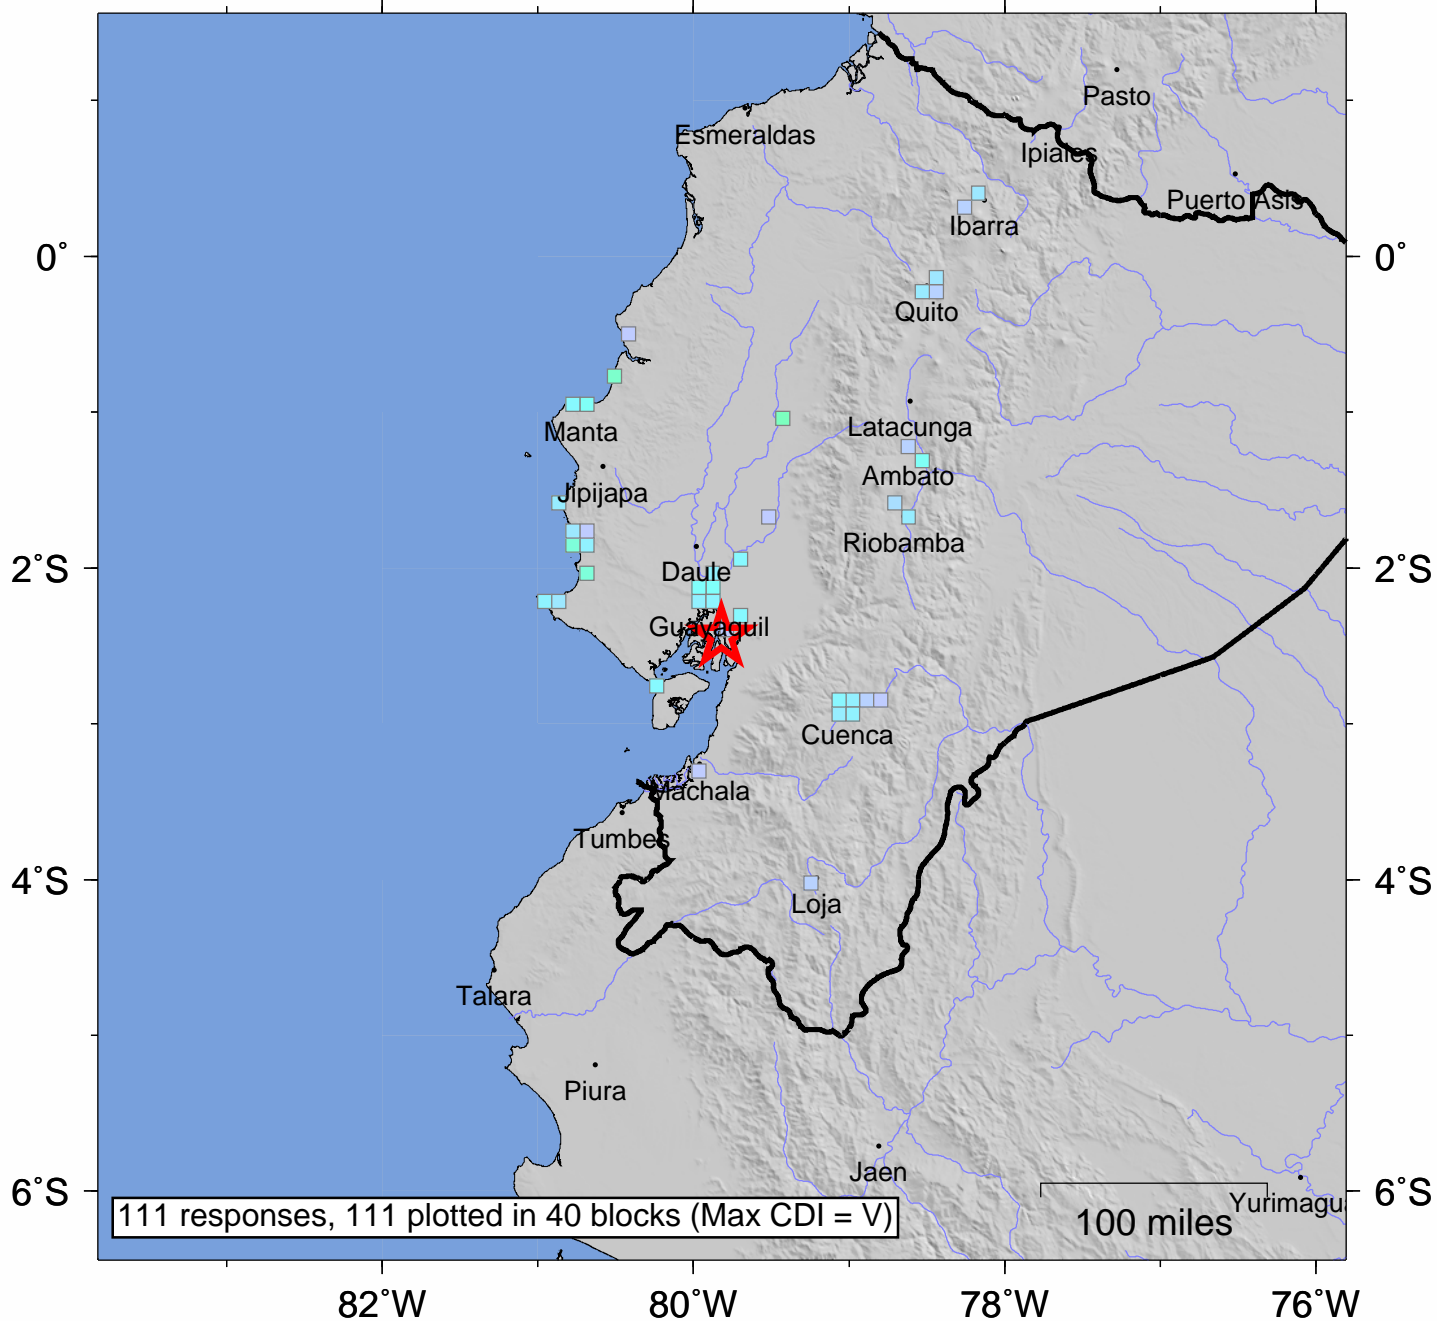 Pasto
Esmeraldas
Ipiales
Puerto Asis
Ibarra
0°
0°
Quito
Latacunga
Manta
Ambato
Jipijapa
Riobamba
2°S
Daule
2°S
Guayaquil
Cuenca
Machala
Tumbes
4°S
4°S
Loja
Talara
Piura
Jaen
6°S
6°S
Yurimagu
111 responses, 111 plotted in 40 blocks (Max CDI = V)
100 miles
82°W
80°W
78°W
76°W